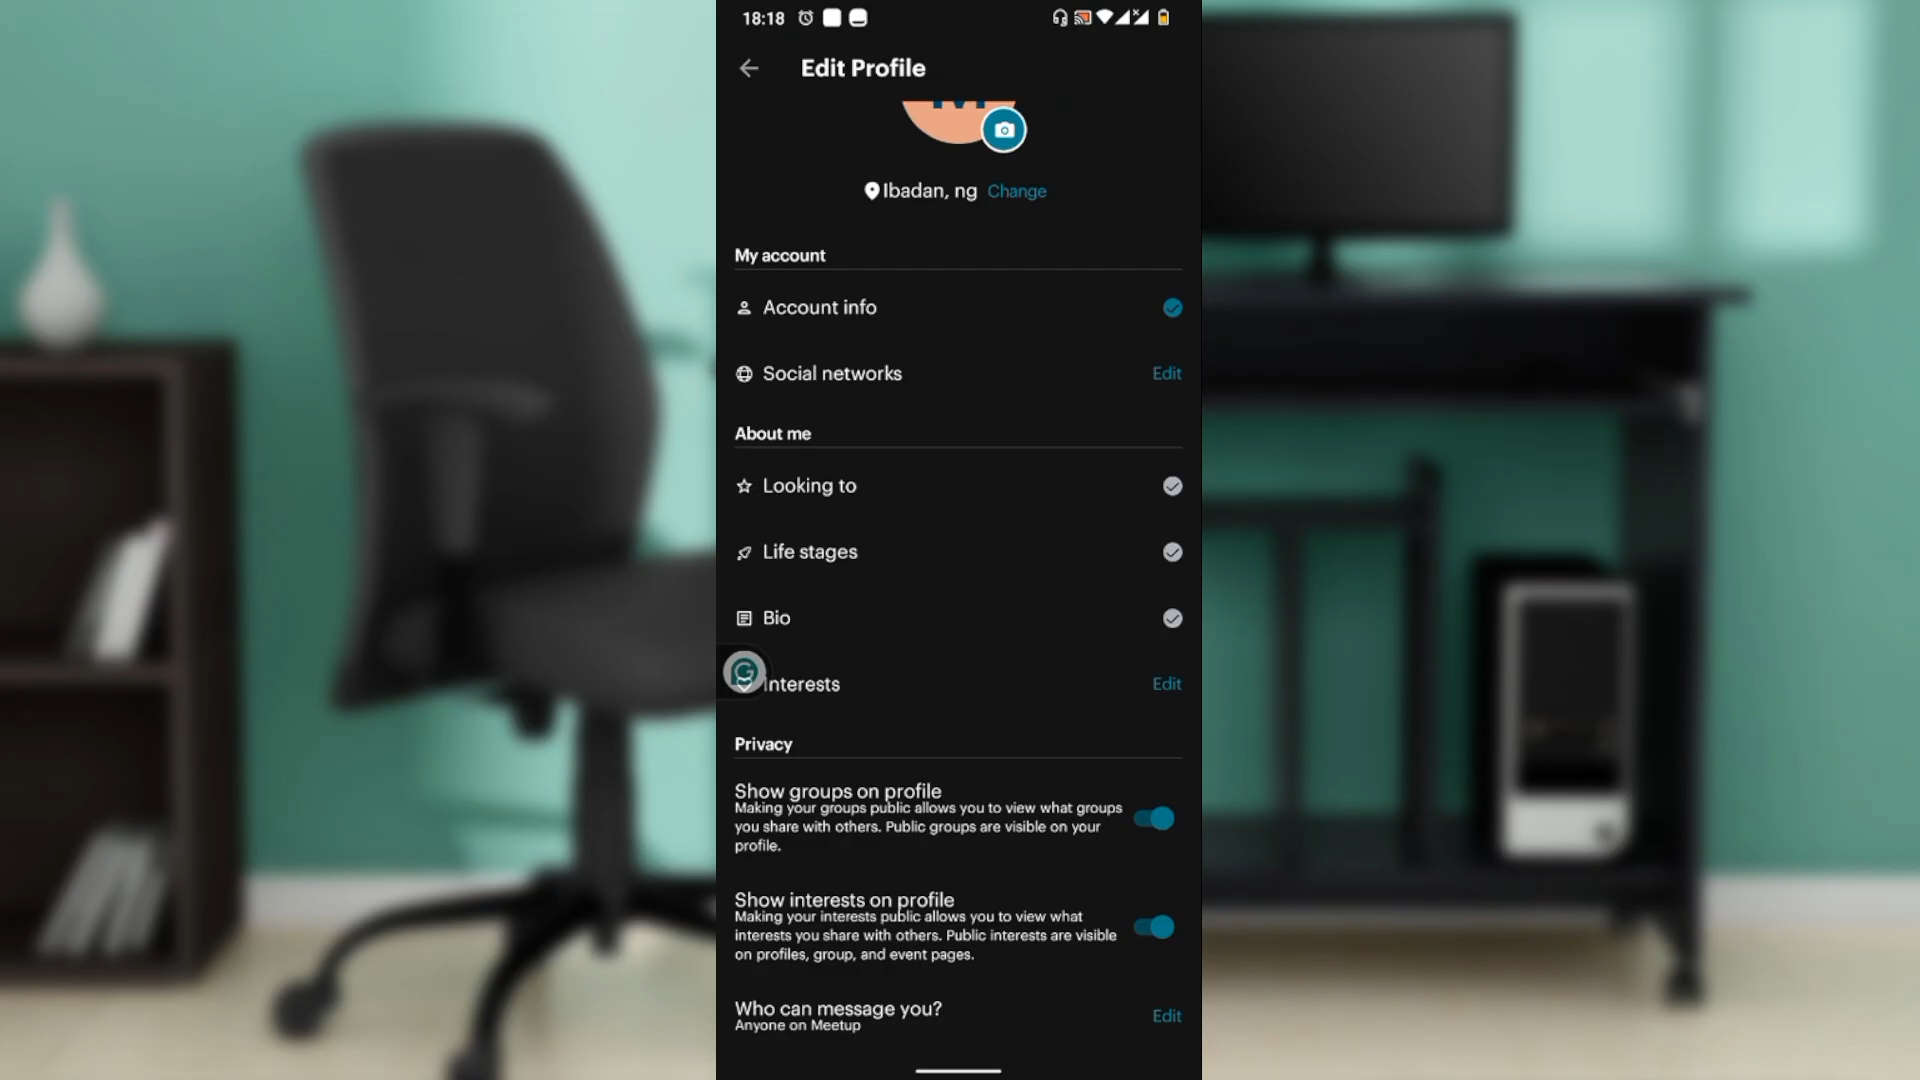 18:18
Edit Profile
Ibadan, ng Change
My account
Account info
Social networks Edit
About me
Looking to
Life stages
Bio
Interests Edit
Privacy
Show groups on profile
Making your groups public allows you to view what groups
you share with others. Public groups are visible on your
profile.
Show interests on profile
Making your interests public allows you to view what
interests you share with others. Public interests are visible
on profiles, group, and event pages.
Who can message you?
Anyone on Meetup
Edit